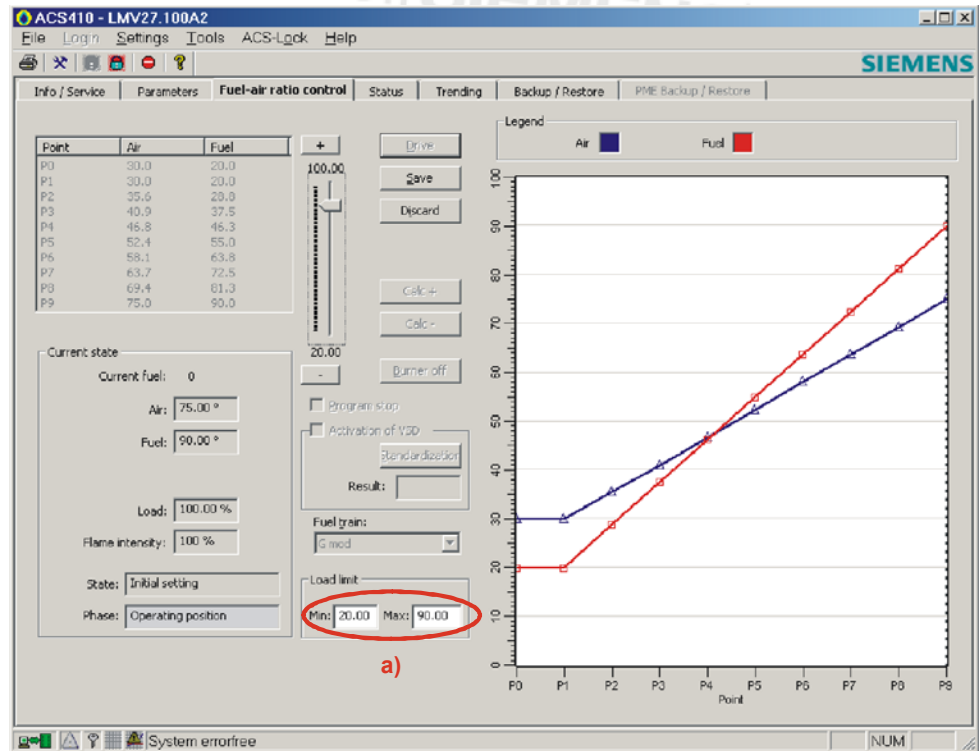 ACS410 - LMV27.100A2
File Login Settings Tools ACS-Lock Help
SIEMENS
Info / Service Parameters Fuel-air ratio control Status Trending Backup / Restore PME Backup / Restore
Point Air Fuel
P0 30.0 20.0
P1 30.0 20.0
P2 35.6 28.8
P3 40.9 37.5
P4 46.8 46.3
P5 52.4 55.0
P6 58.1 63.8
P7 63.7 72.5
P8 69.4 81.3
P9 75.0 90.0
+
100.00
20.00
-
Drive
Save
Discard
Calc +
Calc -
Burner off
Program stop
Activation of VSD
Standardization
Result:
Fuel train:
G mod
Load limit
Min: 20.00 Max: 90.00
a)
Current state
Current fuel: 0
Air: 75.00 °
Fuel: 90.00 °
Load: 100.00 %
Flame intensity: 100 %
State: Initial setting
Phase: Operating position
Legend
Air Fuel
100
90
80
70
60
50
40
30
20
10
0
P0 P1 P2 P3 P4 P5 P6 P7 P8 P9
Point
System errorfree
NUM